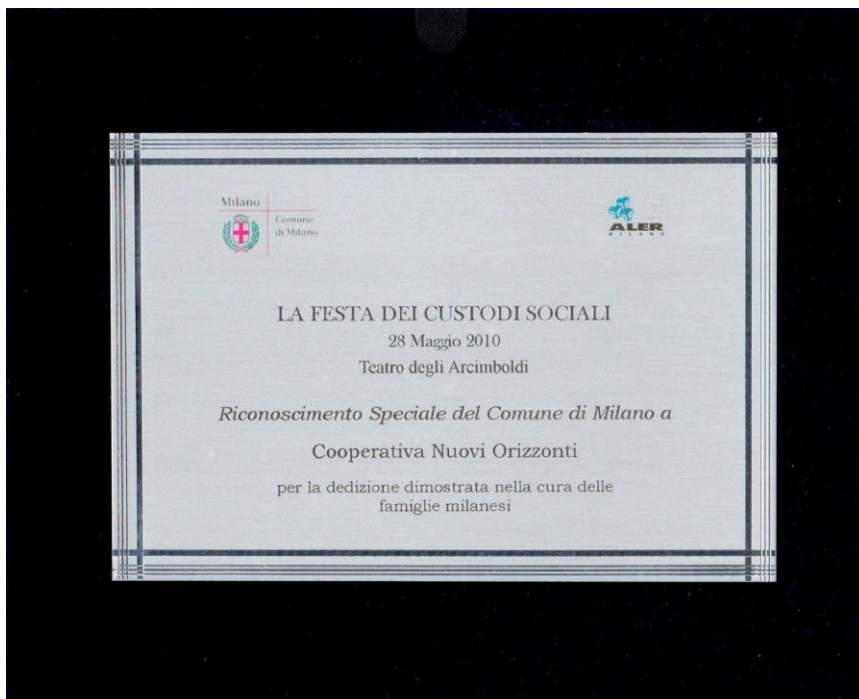 Milano
Comune
di Milano
ALER
MILANO
LA FESTA DEI CUSTODI SOCIALI
28 Maggio 2010
Teatro degli Arcimboldi
Riconoscimento Speciale del Comune di Milano a
Cooperativa Nuovi Orizzonti
per la dedizione dimostrata nella cura delle
famiglie milanesi